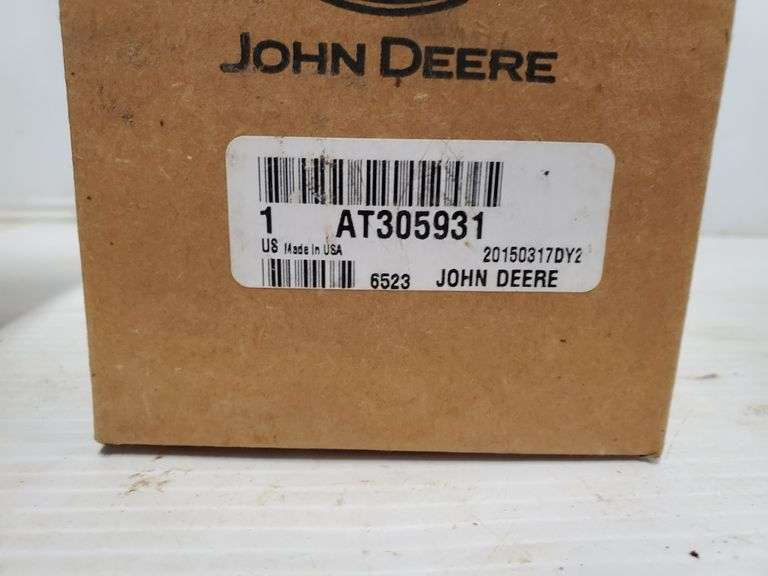 JOHN DEERE
1 AT305931
US Made In USA 20150317DY2
6523 JOHN DEERE